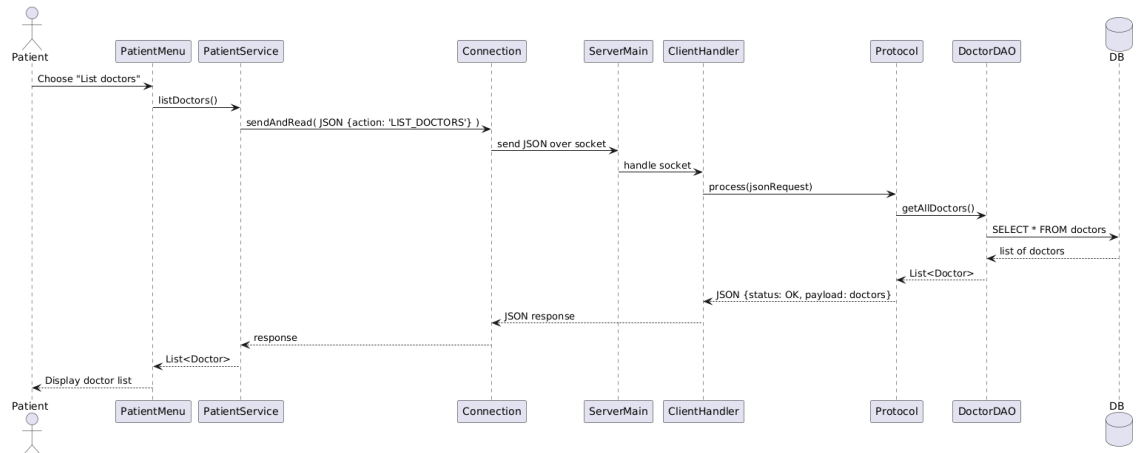 Patient
PatientMenu
PatientService
Connection
ServerMain
ClientHandler
Protocol
DoctorDAO
DB
Choose "List doctors"
listDoctors()
sendAndRead( JSON {action: 'LIST_DOCTORS'} )
send JSON over socket
handle socket
process(jsonRequest)
getAllDoctors()
SELECT * FROM doctors
list of doctors
List<Doctor>
JSON {status: OK, payload: doctors}
JSON response
response
List<Doctor>
Display doctor list
Patient
PatientMenu
PatientService
Connection
ServerMain
ClientHandler
Protocol
DoctorDAO
DB